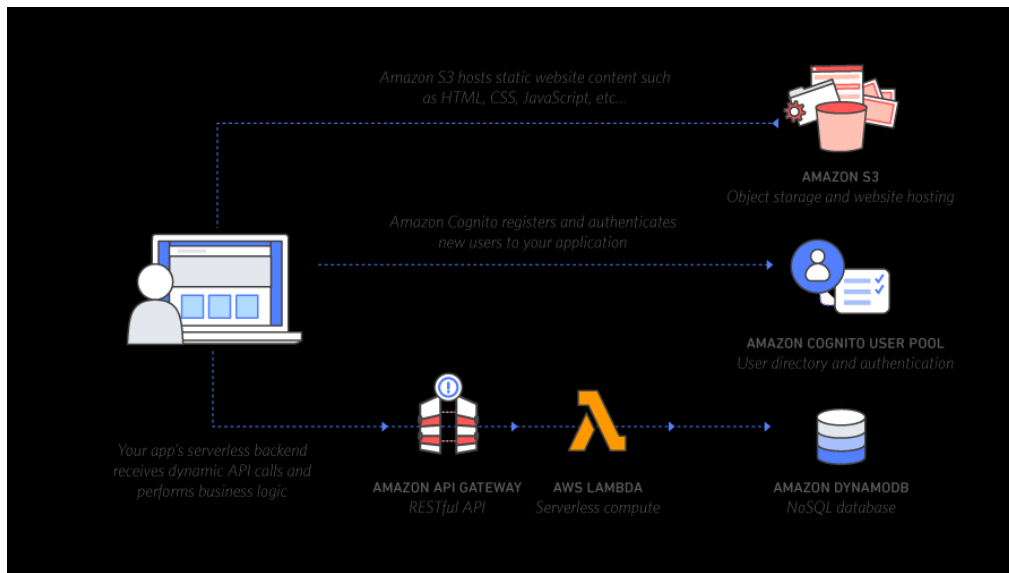 Amazon S3 hosts static website content such
as HTML, CSS, JavaScript, etc...
AMAZON S3
Object storage and website hosting
Amazon Cognito registers and authenticates
new users to your application
AMAZON COGNITO USER POOL
User directory and authentication
Your app's serverless backend
receives dynamic API calls and
performs business logic
AMAZON API GATEWAY
RESTful API
AWS LAMBDA
Serverless compute
AMAZON DYNAMODB
NoSQL database